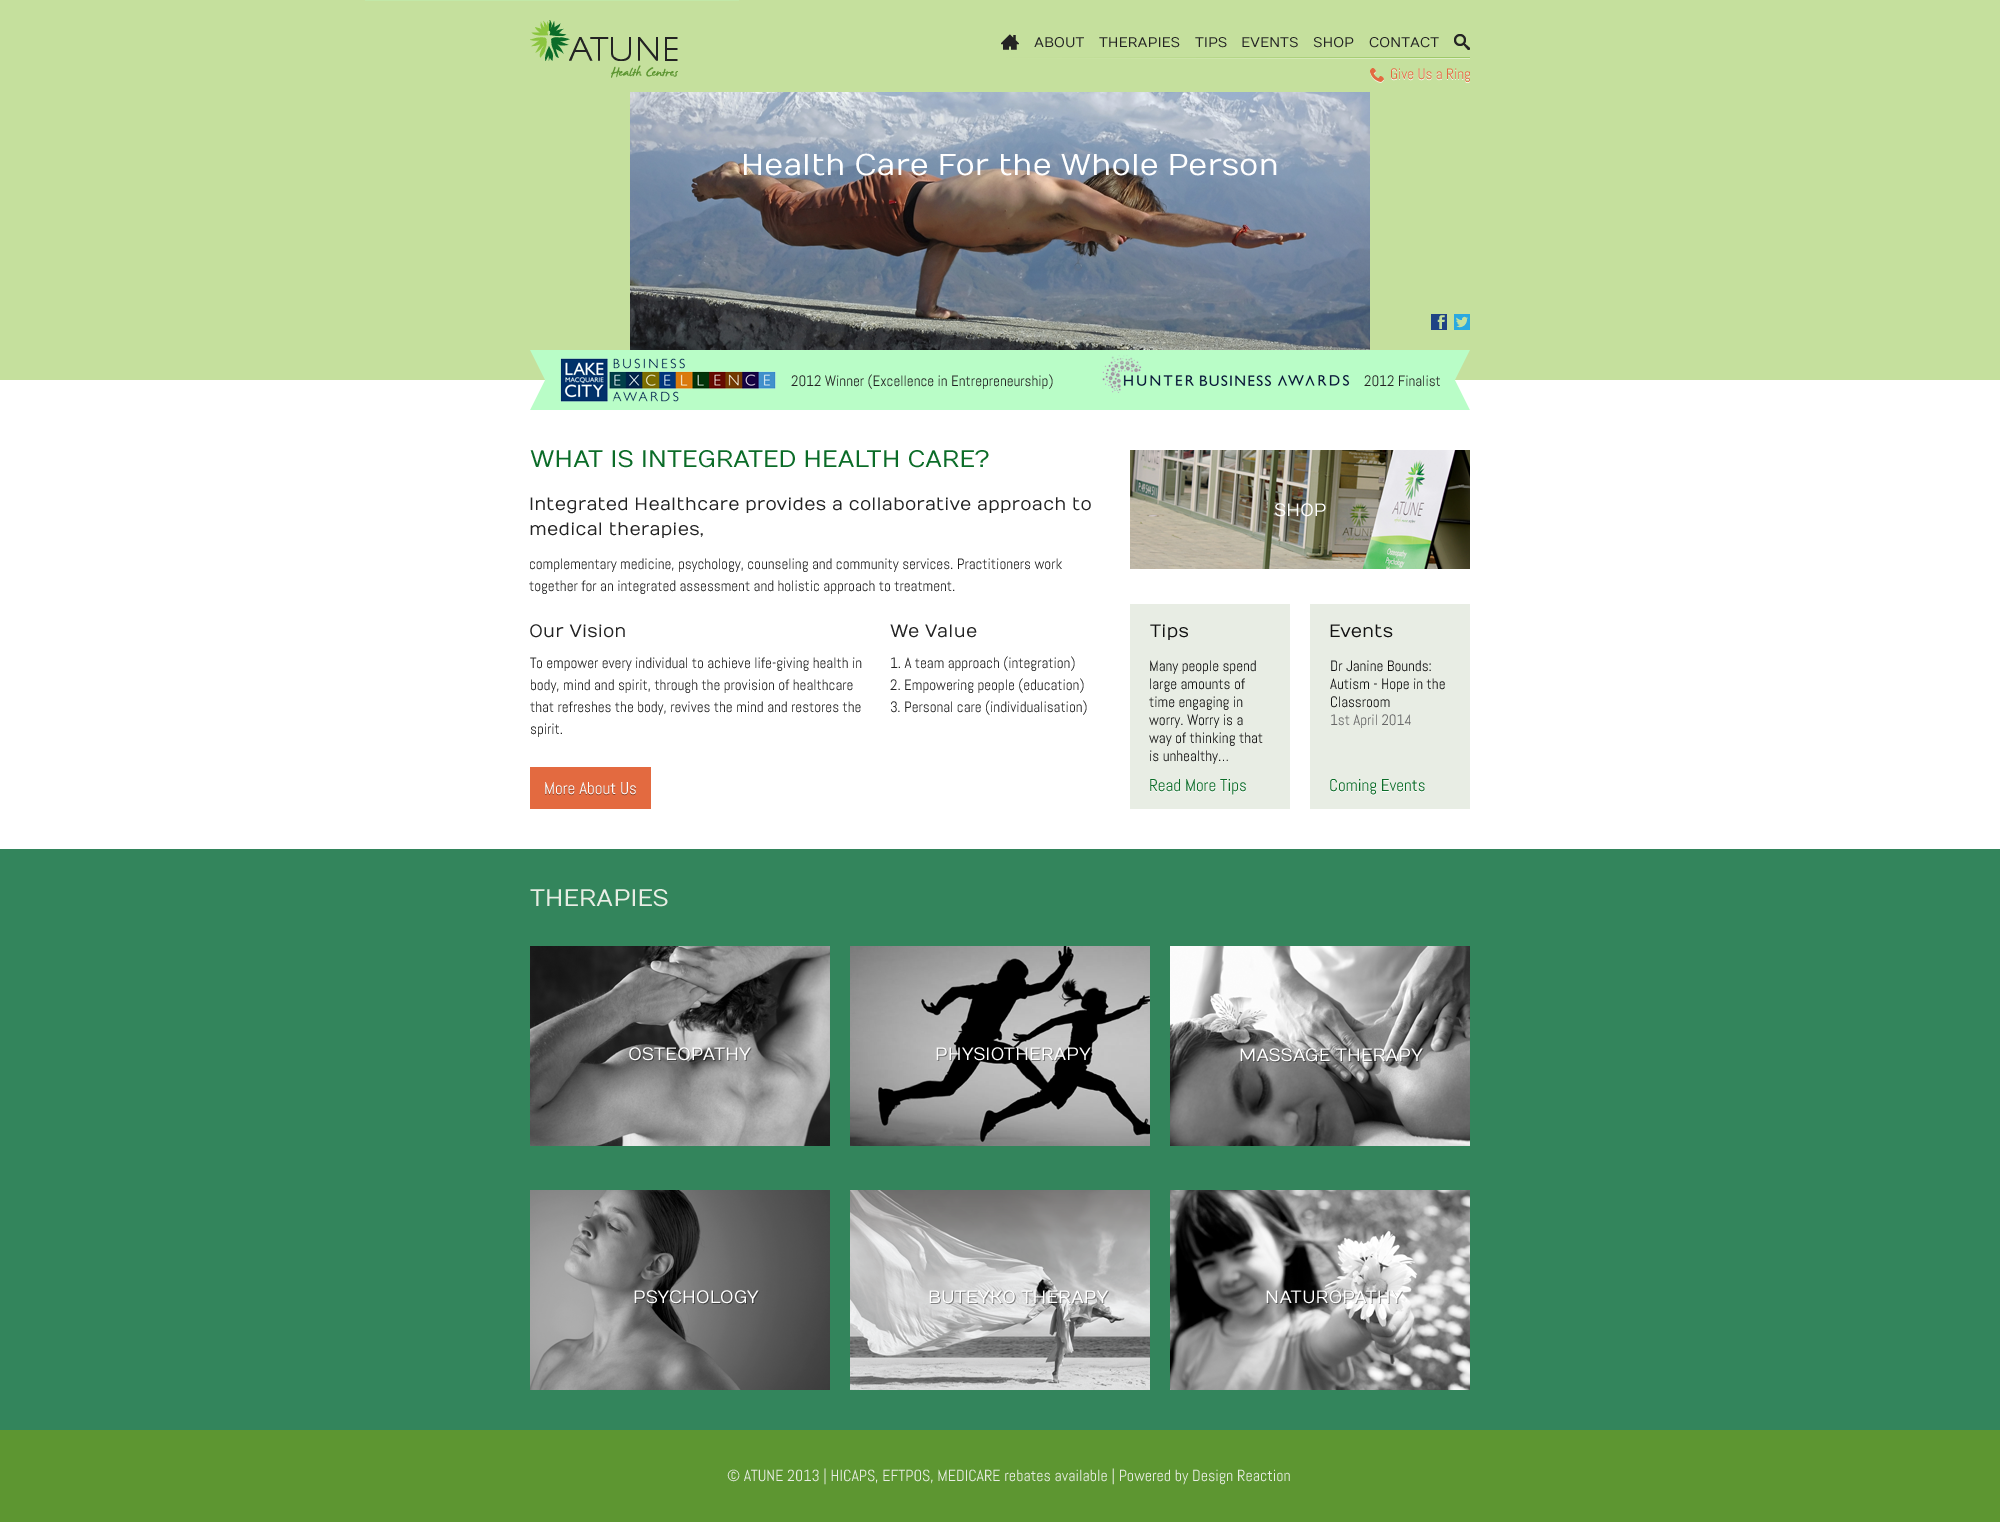 ATUNE
Health Centres
ABOUT THERAPIES TIPS EVENTS SHOP CONTACT
Give Us a Ring
Health Care For the Whole Person
LAKE
MACQUARIE
CITY
BUSINESS
EXCELLENCE
AWARDS
2012 Winner (Excellence in Entrepreneurship)
HUNTER BUSINESS AWARDS
2012 Finalist
WHAT IS INTEGRATED HEALTH CARE?
Integrated Healthcare provides a collaborative approach to
medical therapies,
complementary medicine, psychology, counseling and community services. Practitioners work
together for an integrated assessment and holistic approach to treatment.
Our Vision
To empower every individual to achieve life-giving health in
body, mind and spirit, through the provision of healthcare
that refreshes the body, revives the mind and restores the
spirit.
We Value
1. A team approach (integration)
2. Empowering people (education)
3. Personal care (individualisation)
More About Us
SHOP
ATUNE
ATUNE
Tips
Many people spend
large amounts of
time engaging in
worry. Worry is a
way of thinking that
is unhealthy...
Read More Tips
Events
Dr Janine Bounds:
Autism - Hope in the
Classroom
1st April 2014
Coming Events
THERAPIES
OSTEOPATHY
PHYSIOTHERAPY
MASSAGE THERAPY
PSYCHOLOGY
BUTEYKO THERAPY
NATUROPATHY
© ATUNE 2013 | HICAPS, EFTPOS, MEDICARE rebates available | Powered by Design Reaction